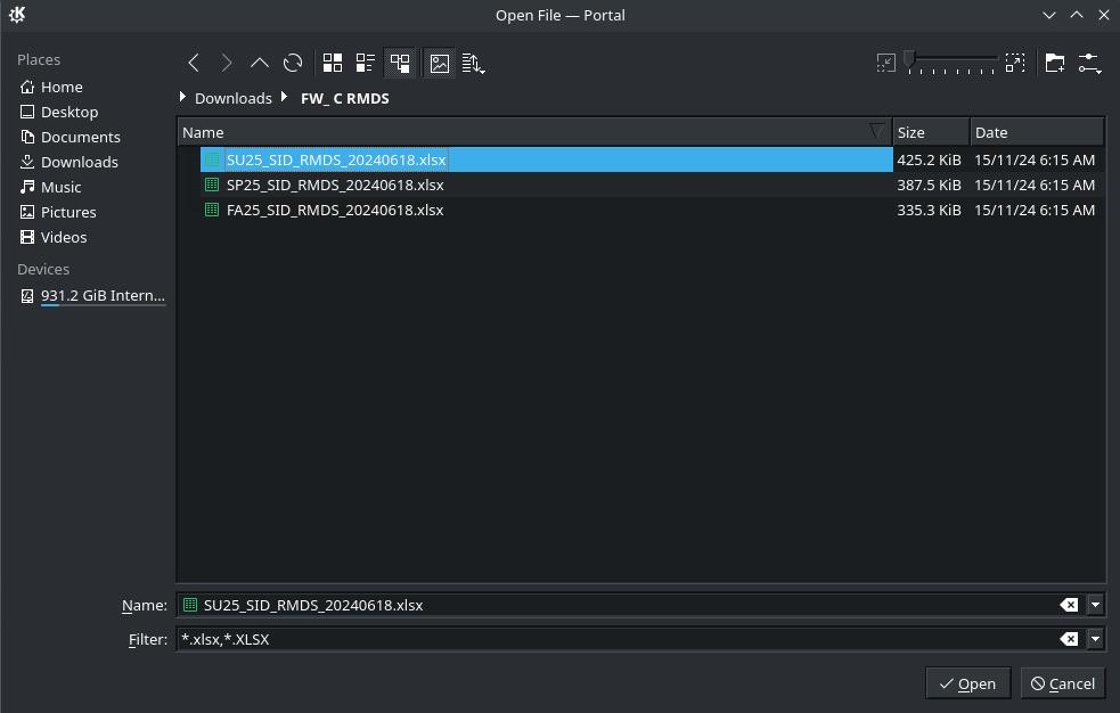 Open File — Portal
Places
Home
Desktop
Documents
Downloads
Music
Pictures
Videos
Devices
931.2 GiB Intern...
Downloads FW_ C RMDS
Name Size Date
SU25_SID_RMDS_20240618.xlsx 425.2 KiB 15/11/24 6:15 AM
SP25_SID_RMDS_20240618.xlsx 387.5 KiB 15/11/24 6:15 AM
FA25_SID_RMDS_20240618.xlsx 335.3 KiB 15/11/24 6:15 AM
Name: SU25_SID_RMDS_20240618.xlsx
Filter: *.xlsx,*.XLSX
Open Cancel